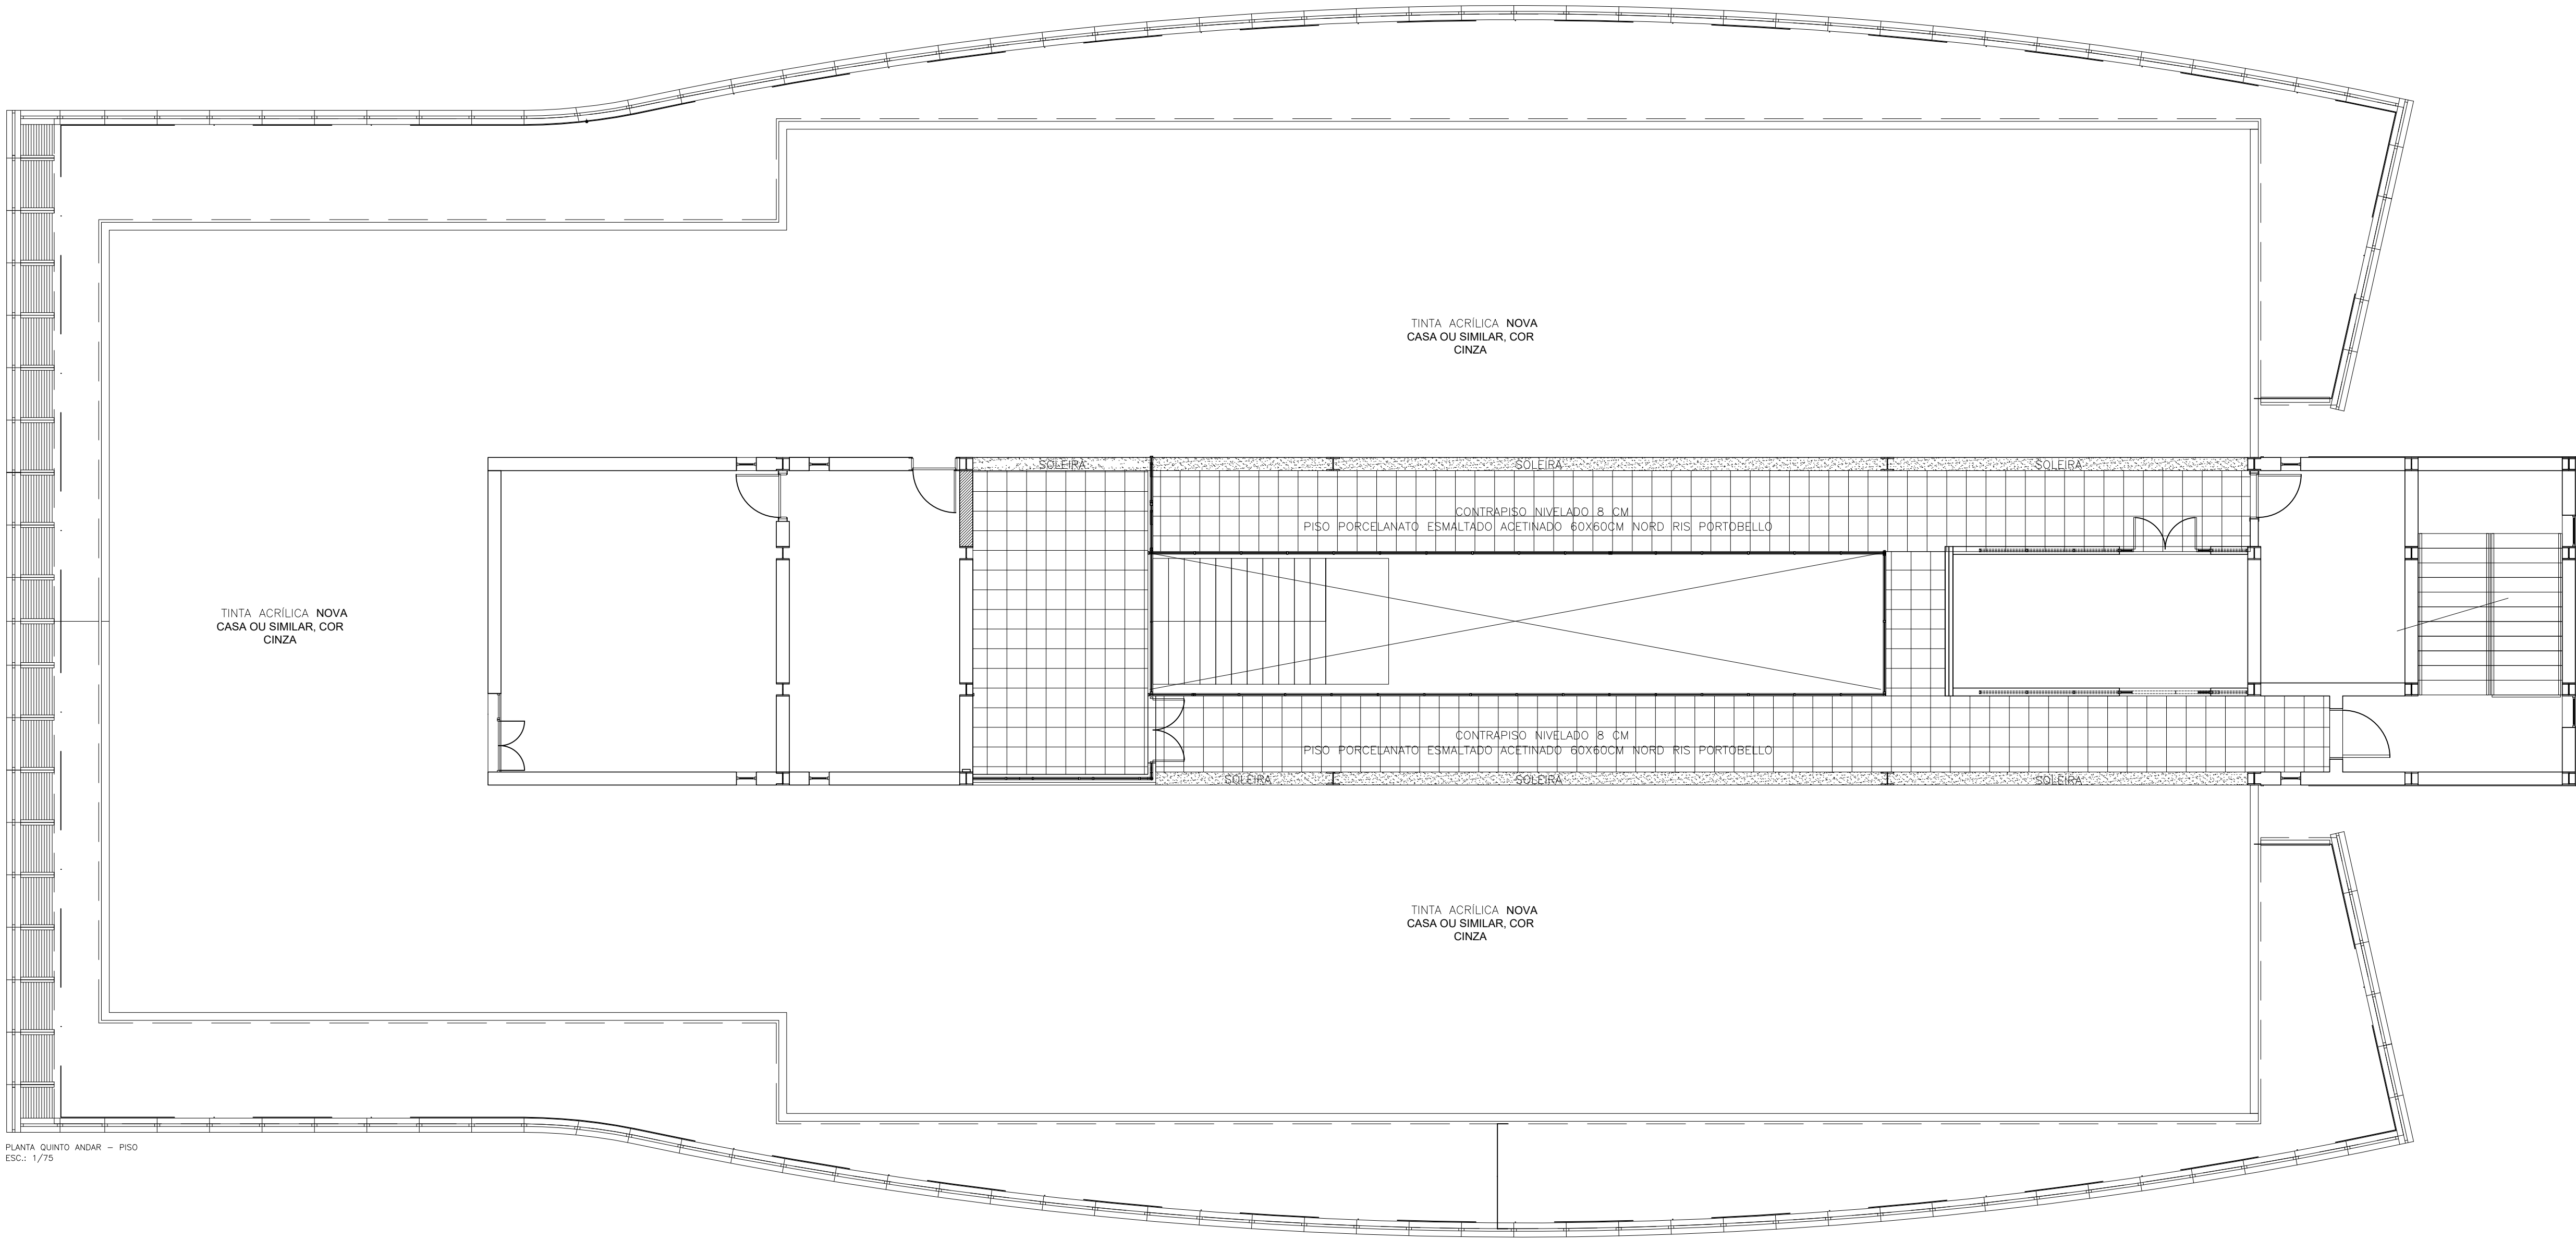 TINTA ACRÍLICA NOVA
CASA OU SIMILAR, COR
CINZA
SOLEIRA
SOLEIRA
SOLEIRA
CONTRAPISO NIVELADO 8 CM
PISO PORCELANATO ESMALTADO ACETINADO 60X60CM NORD RIS PORTOBELLO
TINTA ACRÍLICA NOVA
CASA OU SIMILAR, COR
CINZA
CONTRAPISO NIVELADO 8 CM
PISO PORCELANATO ESMALTADO ACETINADO 60X60CM NORD RIS PORTOBELLO
SOLEIRA
SOLEIRA
SOLEIRA
TINTA ACRÍLICA NOVA
CASA OU SIMILAR, COR
CINZA
PLANTA QUINTO ANDAR – PISO
ESC.: 1/75